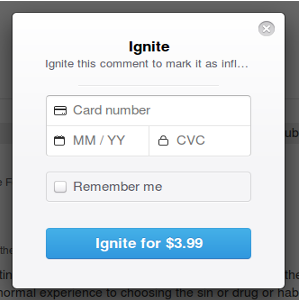 Ignite
Ignite this comment to mark it as infl…
Card number
MM / YY
CVC
Remember me
Ignite for $3.99
normal experience to choosing the sin or drug or hab